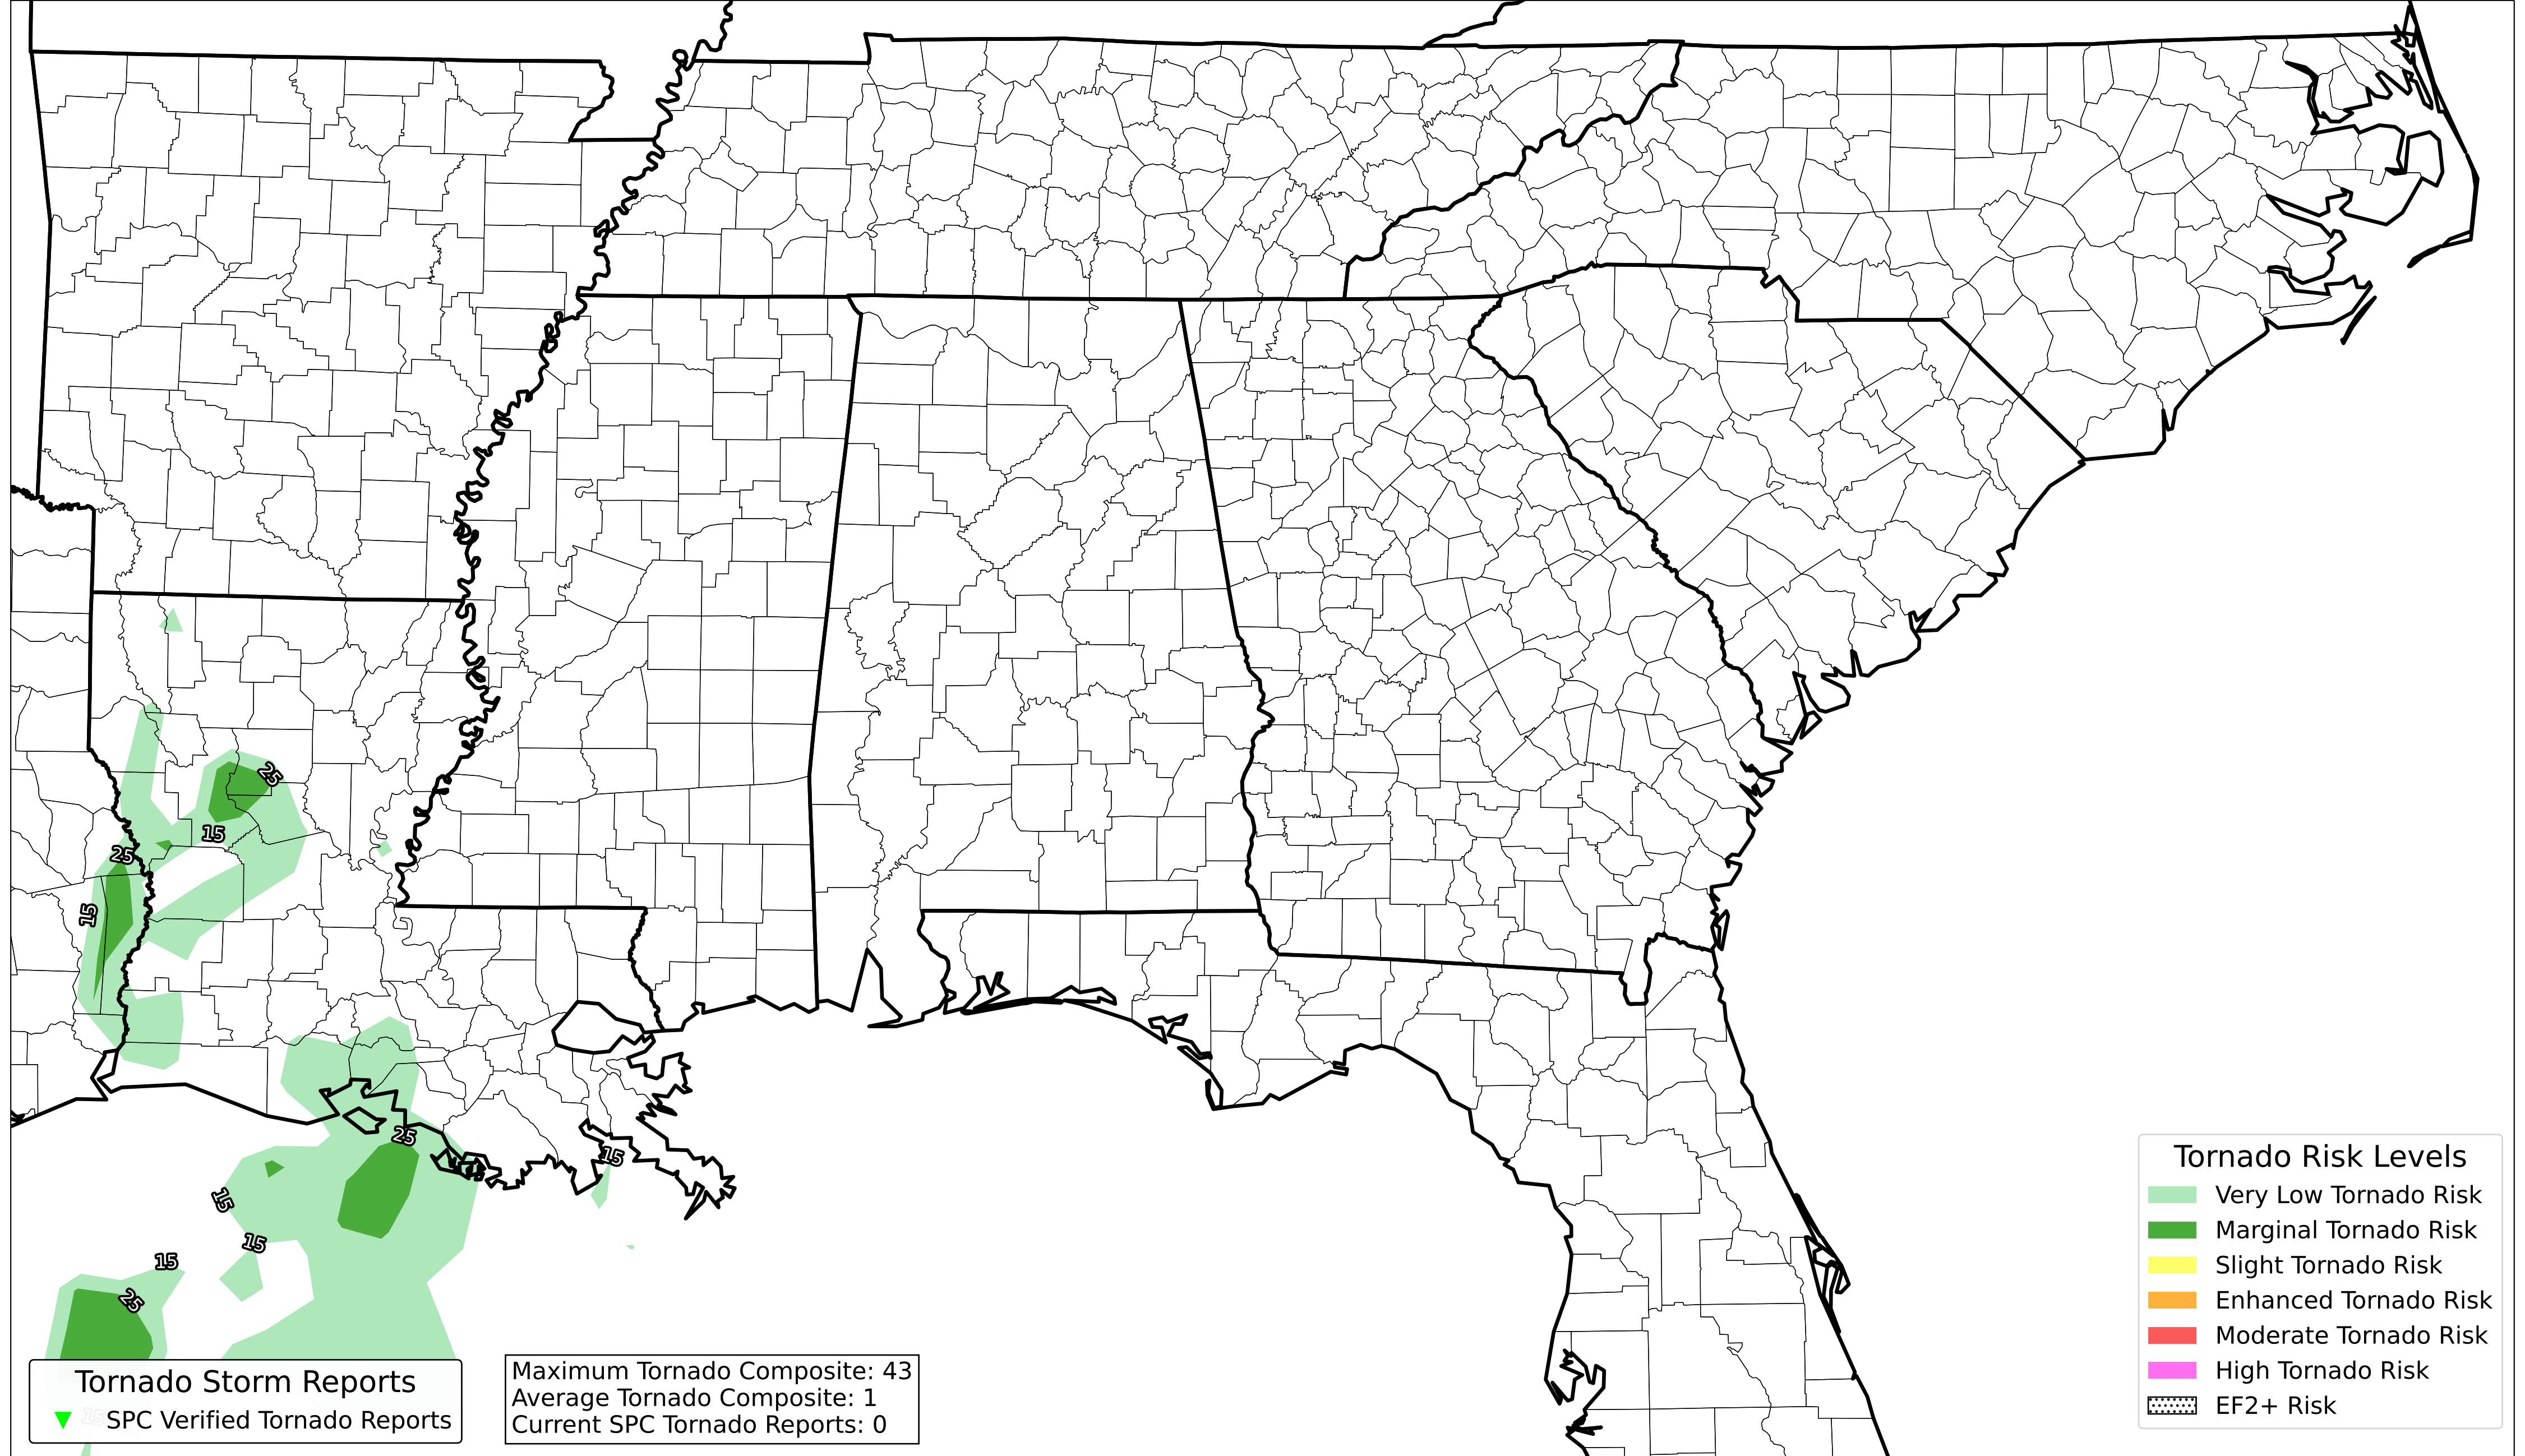 25
15
25
15
25
15
15
15
15
25
15
Tornado Storm Reports
SPC Verified Tornado Reports
Maximum Tornado Composite: 43
Average Tornado Composite: 1
Current SPC Tornado Reports: 0
Tornado Risk Levels
Very Low Tornado Risk
Marginal Tornado Risk
Slight Tornado Risk
Enhanced Tornado Risk
Moderate Tornado Risk
High Tornado Risk
EF2+ Risk